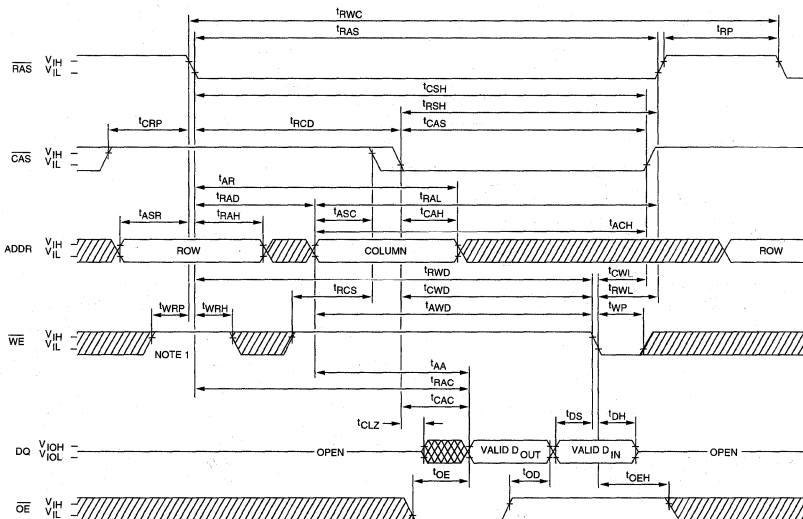 tRWC
tRAS tRP
RAS VIH VIL
tCSH
tRSH
tCRP tRCD tCAS
CAS VIH VIL
tAR
tRAD tRAL
tASR tRAH tASC tCAH
tACH
ADDR VIH VIL ROW COLUMN ROW
tRWD tCWL
tRCS tCWD tRWL
tWRP tWRH tAWD tWP
WE VIH VIL
NOTE 1
tAA
tRAC
tCAC
tCLZ tDS tDH
DQ VIOH VIOL OPEN VALID DOUT VALID DIN OPEN
tOE tOD tOEH
OE VIH VIL